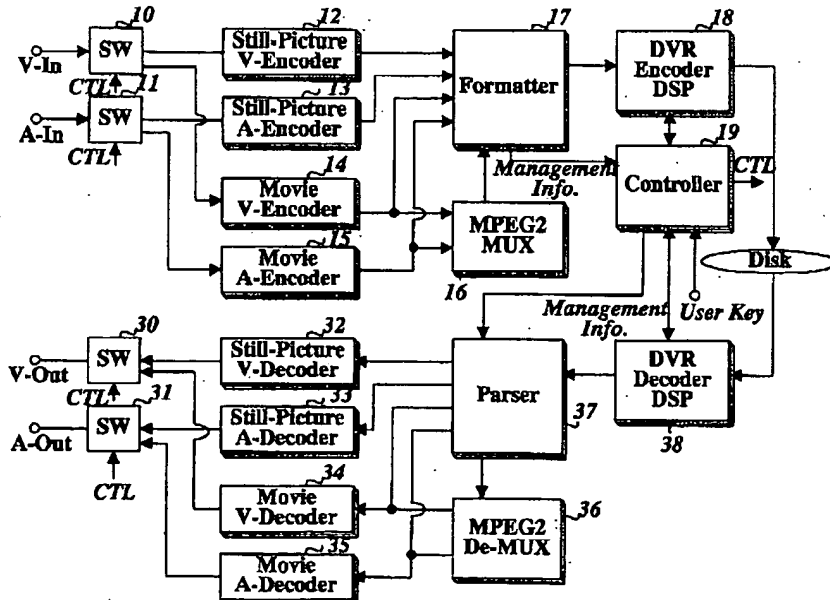 10
12
17
18
V-In
SW
Still-Picture
V-Encoder
Formatter
DVR
Encoder
DSP
CTL
11
13
A-In
SW
Still-Picture
A-Encoder
19
CTL
Management
Info.
Controller
CTL
14
Movie
V-Encoder
MPEG2
MUX
15
Movie
A-Encoder
16
Disk
Management
Info.
User Key
30
32
V-Out
SW
Still-Picture
V-Decoder
Parser
37
DVR
Decoder
DSP
38
CTL
31
33
A-Out
SW
Still-Picture
A-Decoder
CTL
34
Movie
V-Decoder
36
MPEG2
De-MUX
35
Movie
A-Decoder